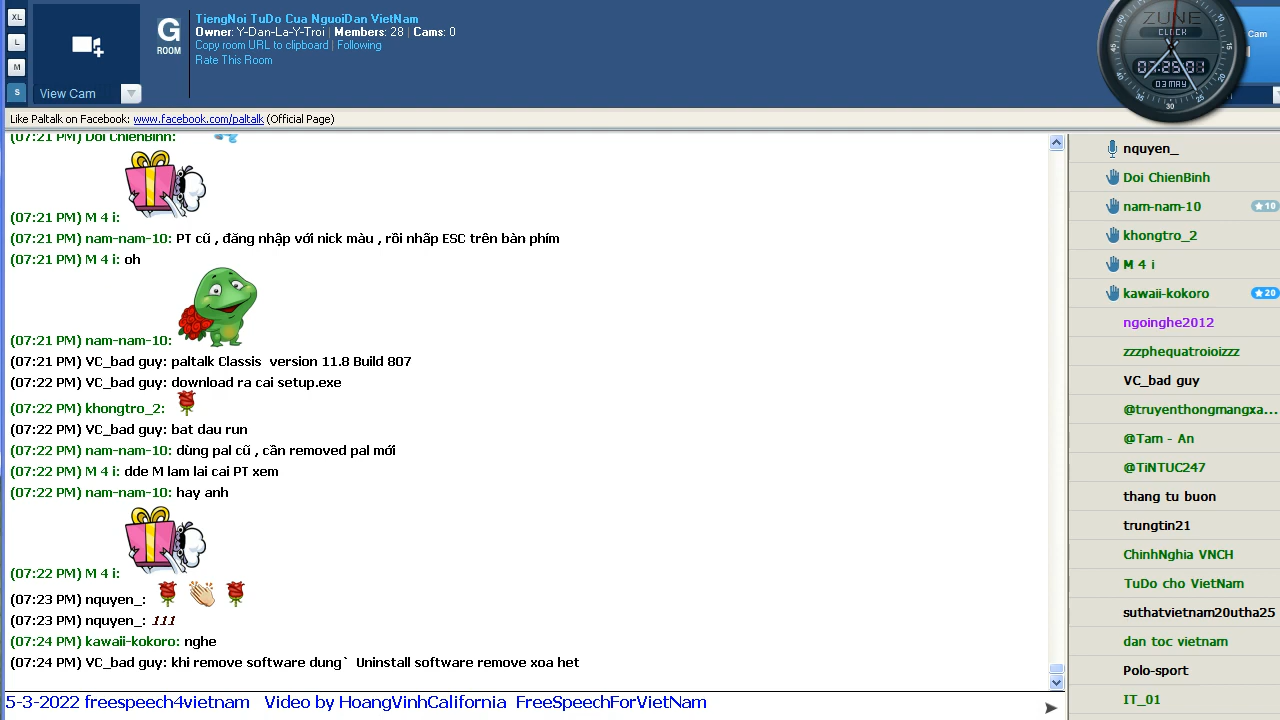 XL
L
M
S
View Cam
G
ROOM
TiengNoi TuDo Cua NguoiDan VietNam
Owner: Y-Dan-La-Y-Troi | Members: 28 | Cams: 0
Copy room URL to clipboard | Following
Rate This Room
ZUNE
CLOCK
07:25:01
03 MAY
Cam
Like Paltalk on Facebook: www.facebook.com/paltalk (Official Page)
(07:21 PM) Doi ChienBinh:
(07:21 PM) M 4 i:
(07:21 PM) nam-nam-10: PT cũ , đăng nhập với nick màu , rồi nhấp ESC trên bàn phím
(07:21 PM) M 4 i: oh
(07:21 PM) nam-nam-10:
(07:21 PM) VC_bad guy: paltalk Classis  version 11.8 Build 807
(07:22 PM) VC_bad guy: download ra cai setup.exe
(07:22 PM) khongtro_2:
(07:22 PM) VC_bad guy: bat dau run
(07:22 PM) nam-nam-10: dùng pal cũ , cần removed pal mới
(07:22 PM) M 4 i: dde M lam lai cai PT xem
(07:22 PM) nam-nam-10: hay anh
(07:22 PM) M 4 i:
(07:23 PM) nquyen_:
(07:23 PM) nquyen_: 111
(07:24 PM) kawaii-kokoro: nghe
(07:24 PM) VC_bad guy: khi remove software dung`  Uninstall software remove xoa het
5-3-2022 freespeech4vietnam   Video by HoangVinhCalifornia  FreeSpeechForVietNam
nquyen_
Doi ChienBinh
nam-nam-10 ★10
khongtro_2
M 4 i
kawaii-kokoro ★20
ngoinghe2012
zzzphequatroioizzz
VC_bad guy
@truyenthongmangxa...
@Tam - An
@TiNTUC247
thang tu buon
trungtin21
ChinhNghia VNCH
TuDo cho VietNam
suthatvietnam20utha25
dan toc vietnam
Polo-sport
IT_01